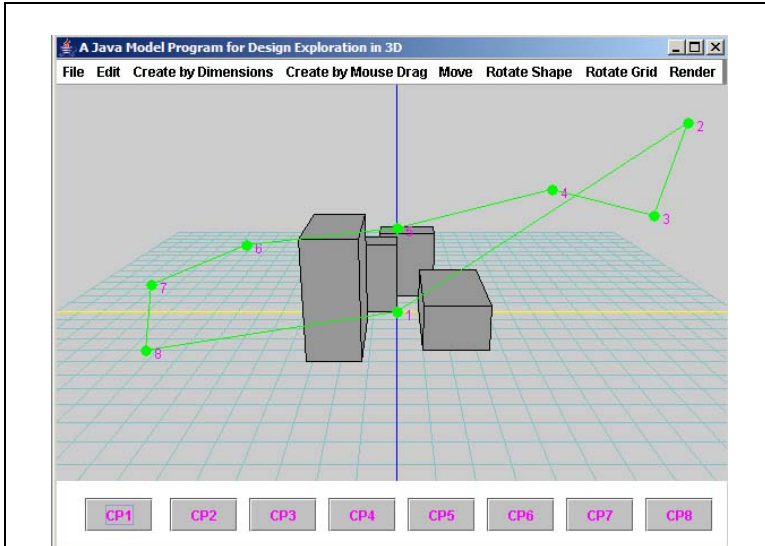 A Java Model Program for Design Exploration in 3D
File Edit Create by Dimensions Create by Mouse Drag Move Rotate Shape Rotate Grid Render
2
4
3
5
6
7
1
8
CP1 CP2 CP3 CP4 CP5 CP6 CP7 CP8